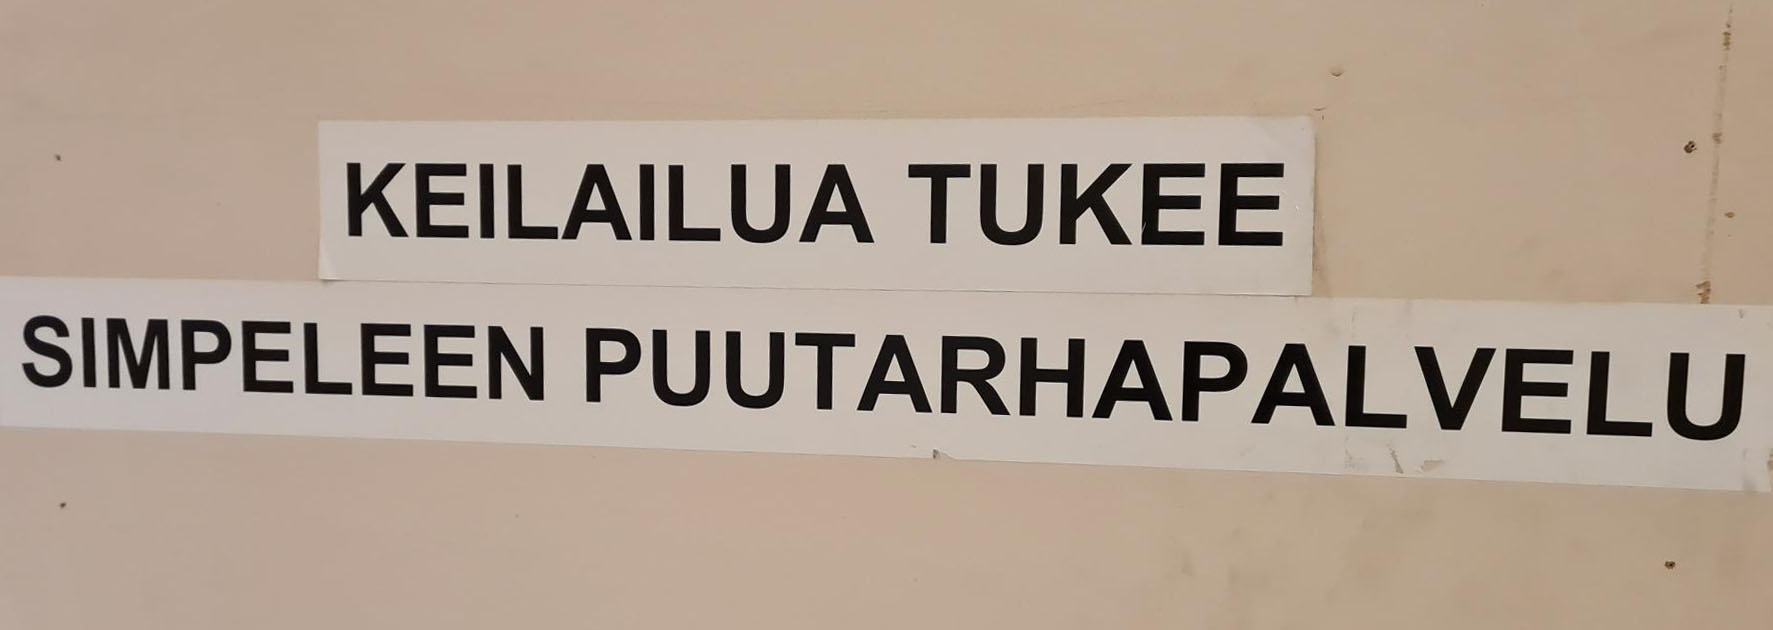 KEILAILUA TUKEE
SIMPELEEN PUUTARHAPALVELU